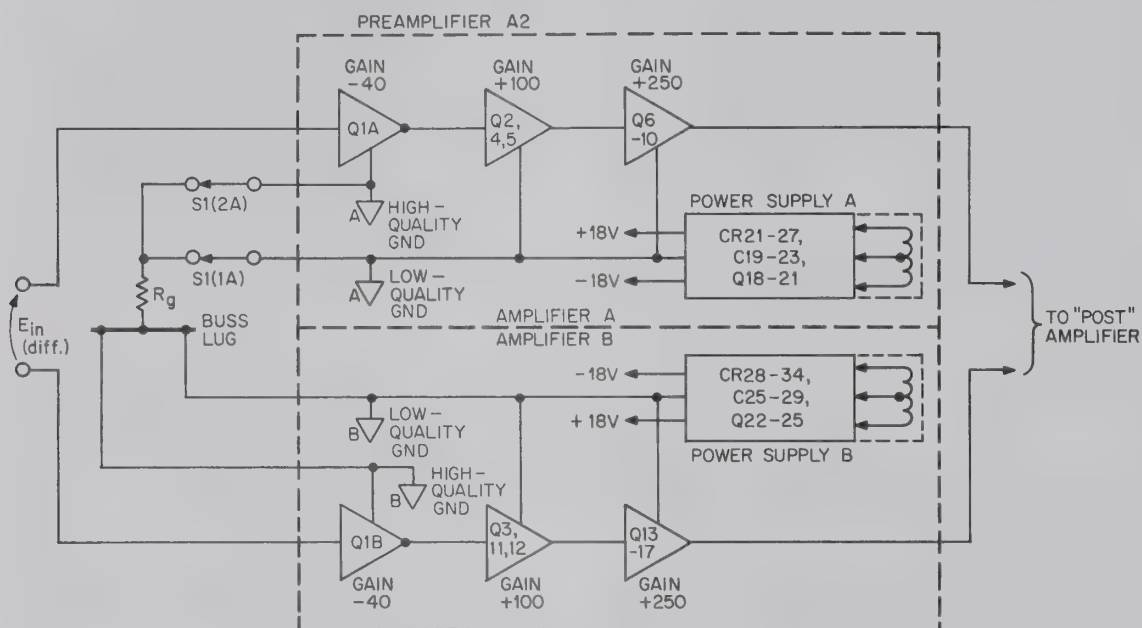 PREAMPLIFIER A2
GAIN
-40
GAIN
+100
GAIN
+250
Q1A
Q2,
4,5
Q6
-10
S1(2A)
A
HIGH-
QUALITY
GND
POWER SUPPLY A
+18V
CR21-27,
C19-23,
Q18-21
-18V
S1(1A)
A
LOW-
QUALITY
GND
Rg
Ein
(diff.)
BUSS
LUG
AMPLIFIER A
AMPLIFIER B
TO "POST"
AMPLIFIER
-18V
CR28-34,
C25-29,
Q22-25
+18V
POWER SUPPLY B
B
LOW-
QUALITY
GND
B
HIGH-
QUALITY
GND
Q1B
Q3,
11,12
Q13
-17
GAIN
-40
GAIN
+100
GAIN
+250